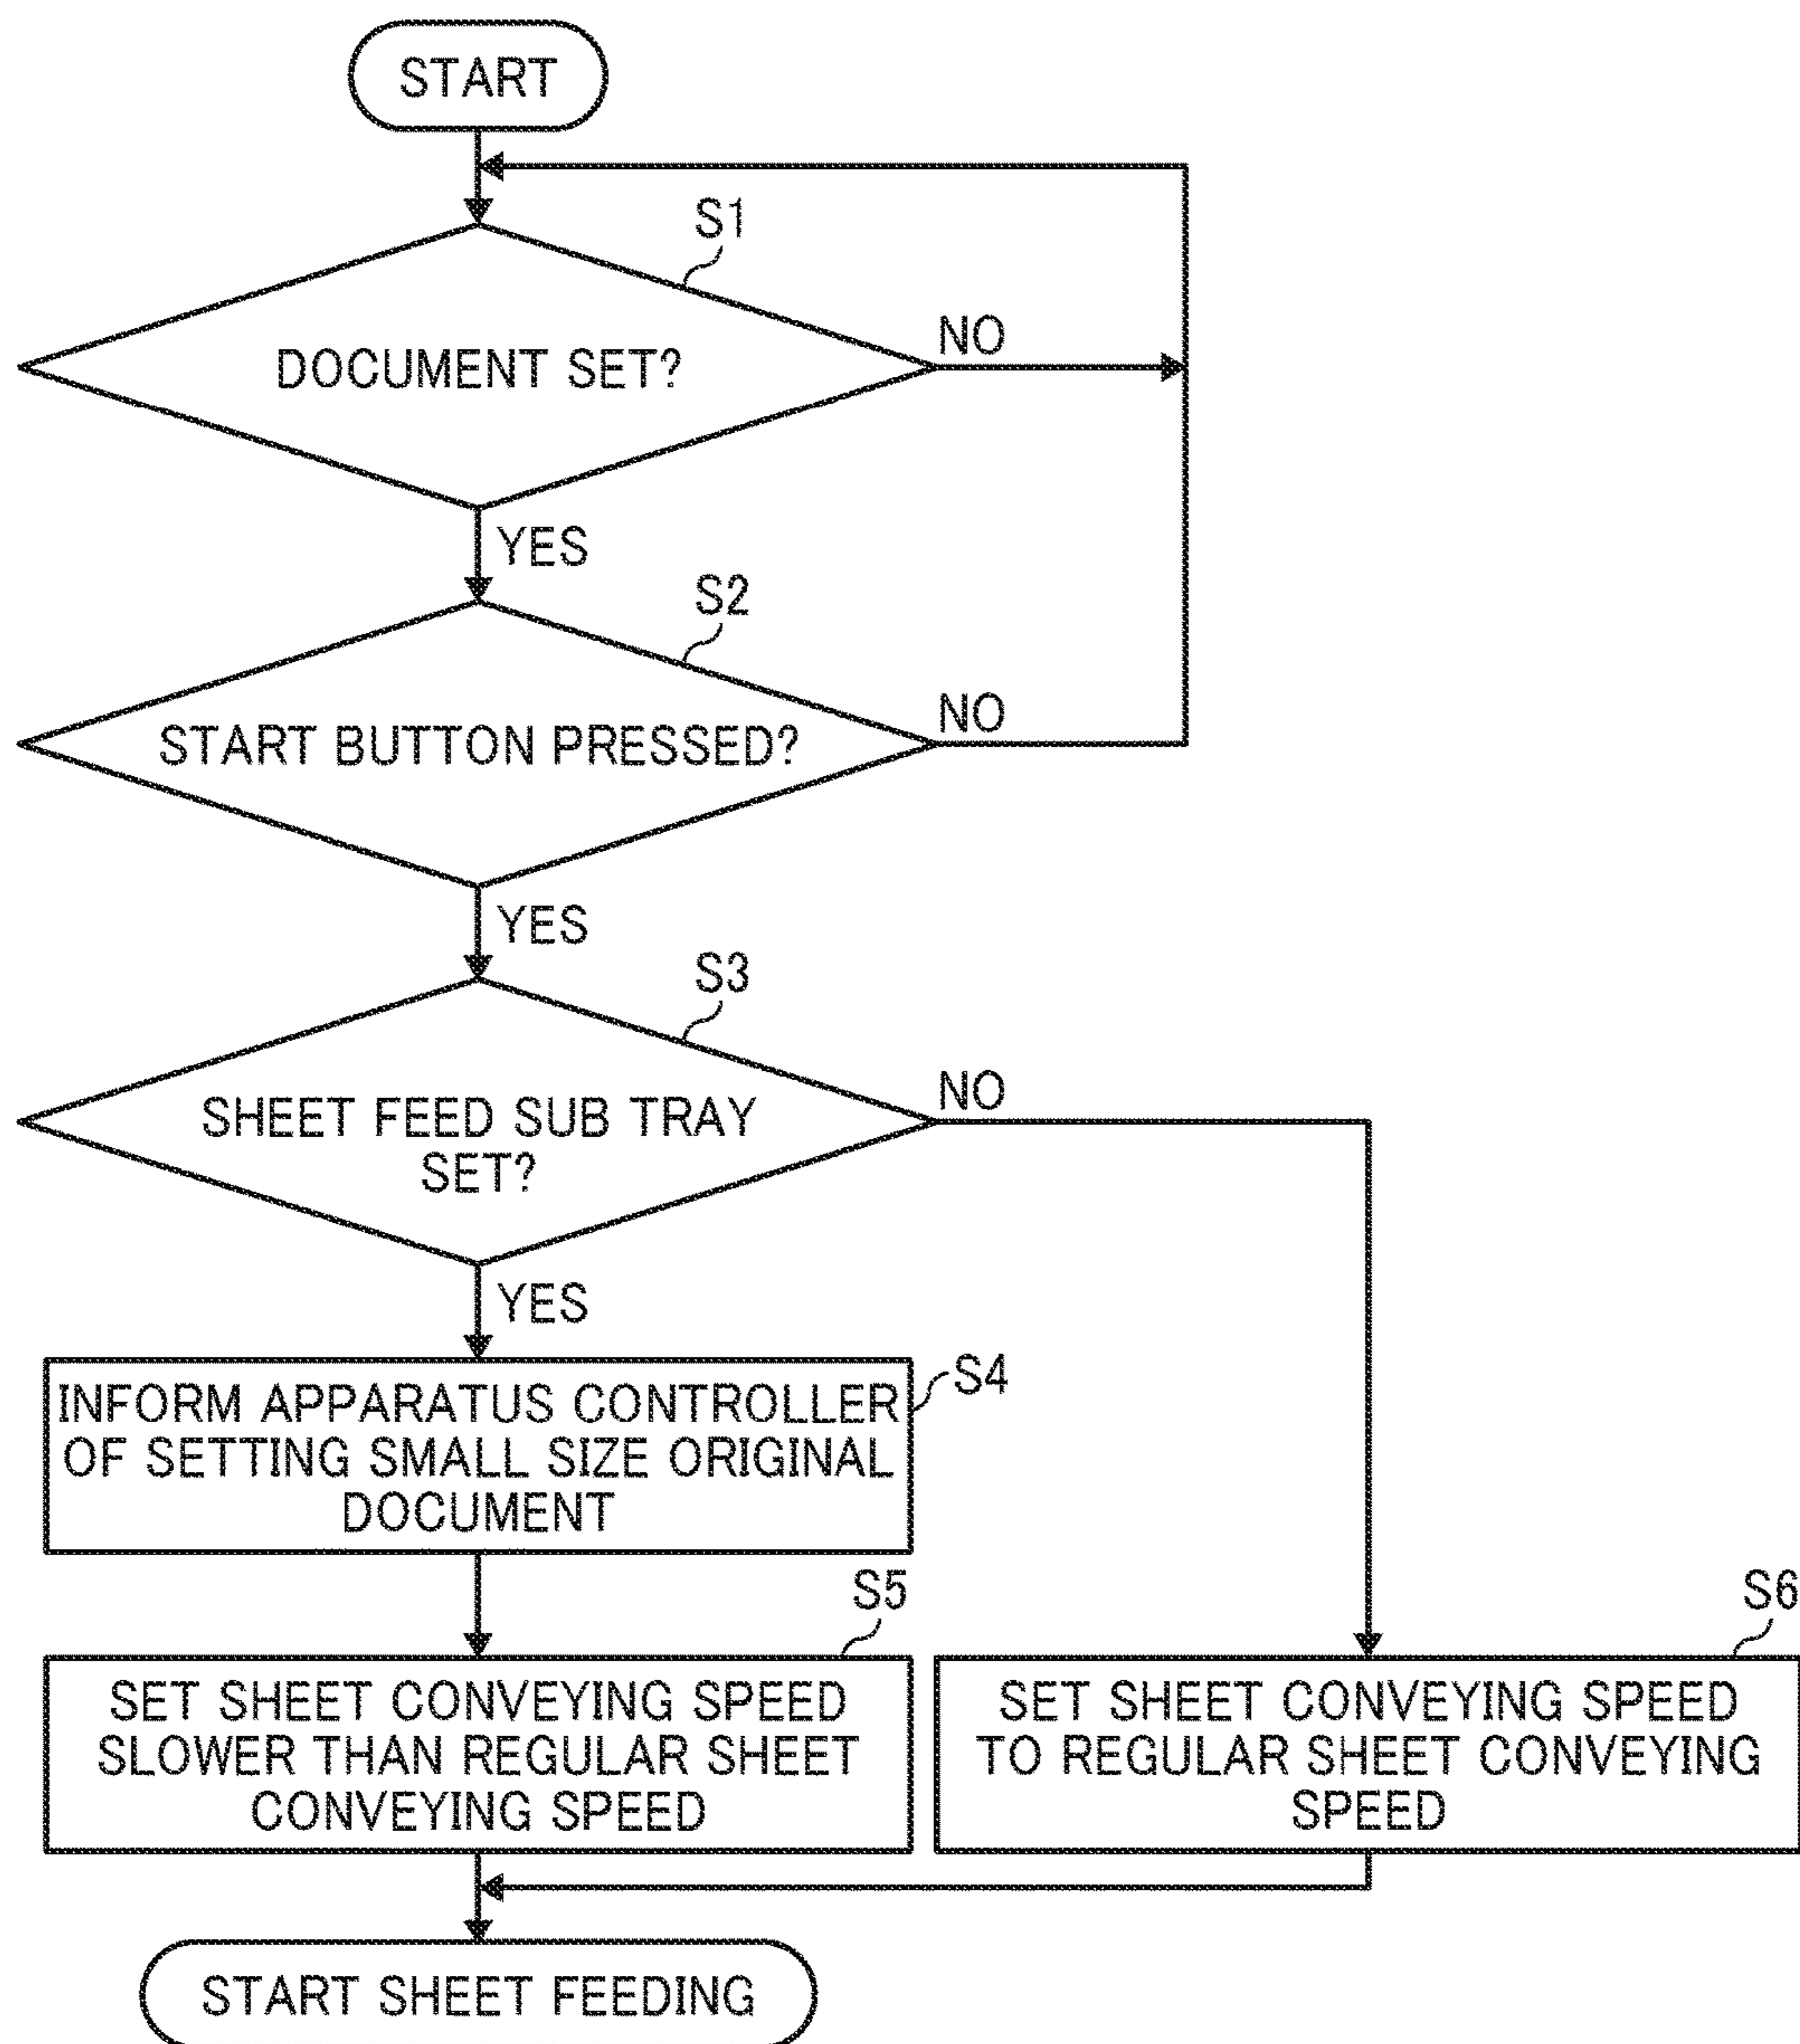 START
S1
DOCUMENT SET?
NO
YES
S2
START BUTTON PRESSED?
NO
YES
S3
SHEET FEED SUB TRAY
SET?
NO
YES
S4
INFORM APPARATUS CONTROLLER
OF SETTING SMALL SIZE ORIGINAL
DOCUMENT
S5
SET SHEET CONVEYING SPEED
SLOWER THAN REGULAR SHEET
CONVEYING SPEED
S6
SET SHEET CONVEYING SPEED
TO REGULAR SHEET CONVEYING
SPEED
START SHEET FEEDING